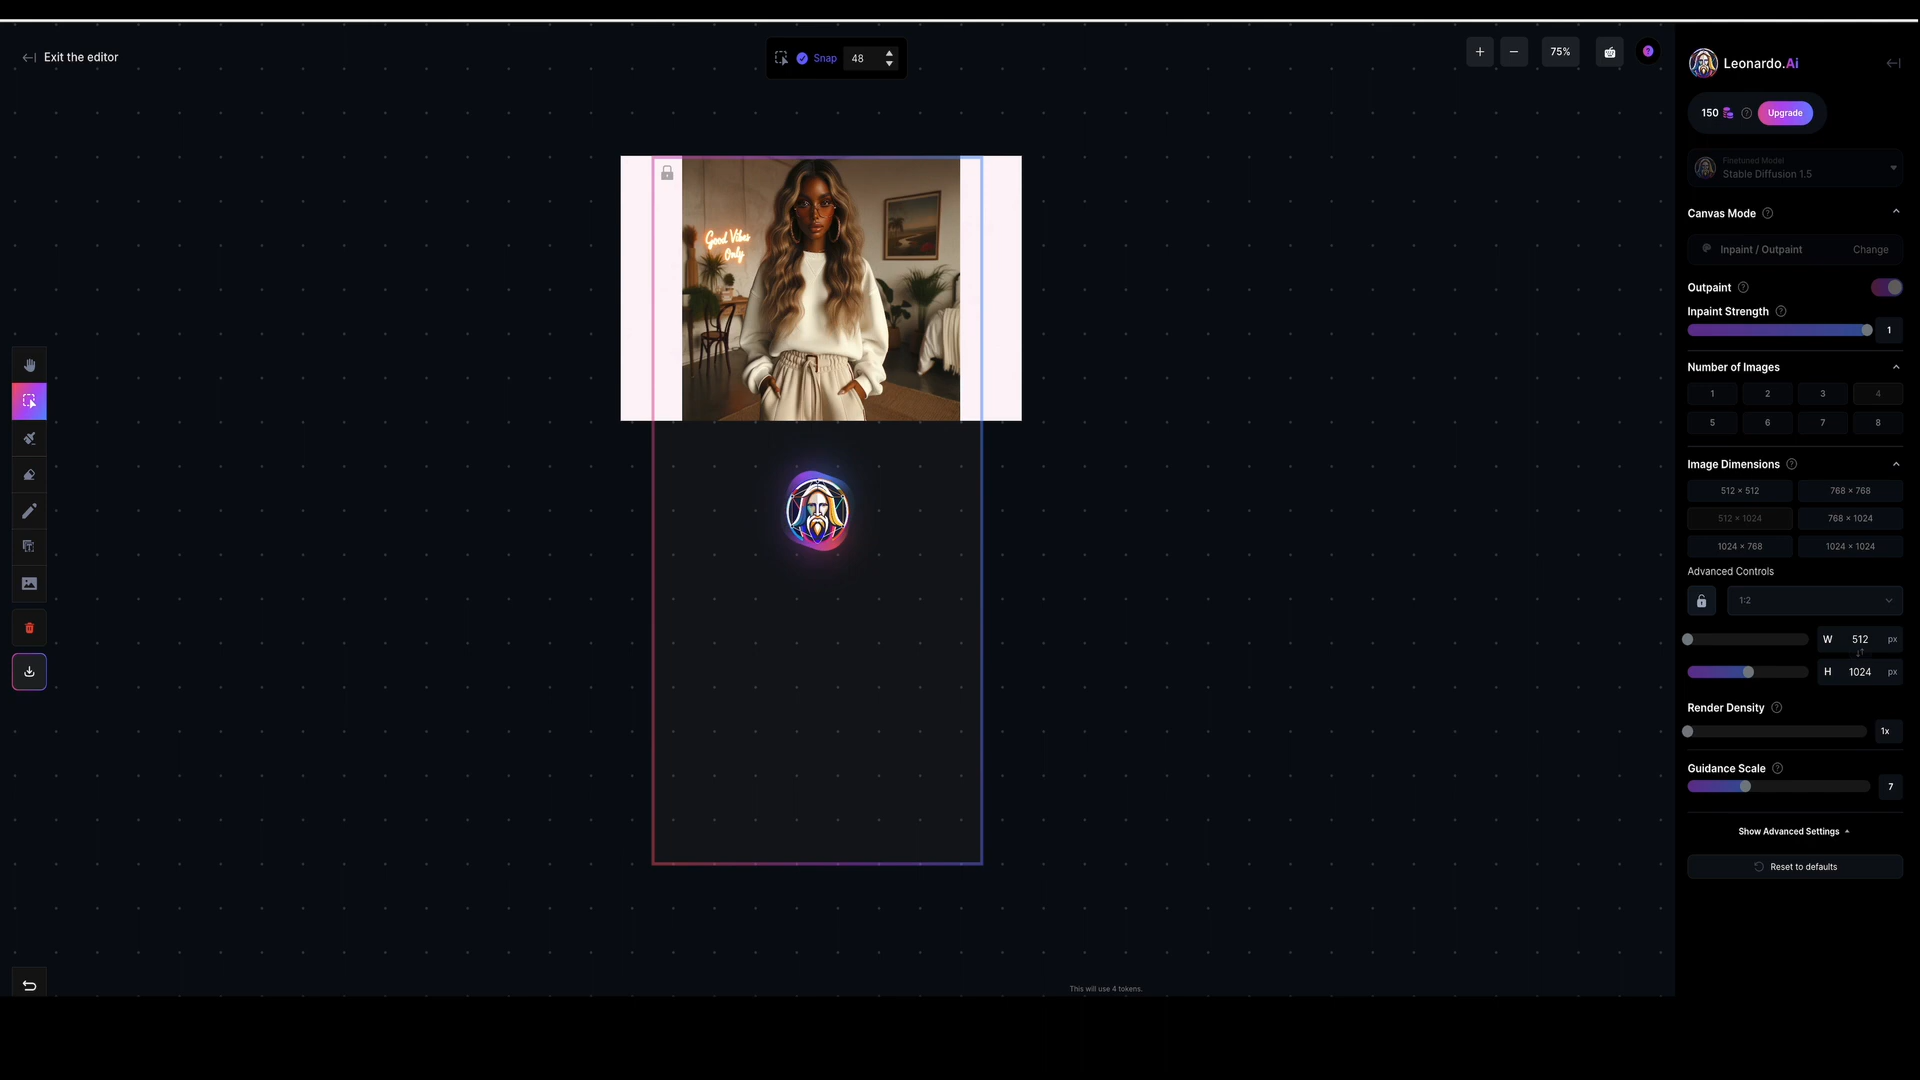 Exit the editor
Snap
48
75%
Leonardo.Ai
150
Upgrade
Finetuned Model
Stable Diffusion 1.5
Canvas Mode
Inpaint / Outpaint
Change
Outpaint
Inpaint Strength
1
Number of Images
1
2
3
4
5
6
7
8
Image Dimensions
512 × 512
768 × 768
512 × 1024
768 × 1024
1024 × 768
1024 × 1024
Advanced Controls
1:2
W 512 px
H 1024 px
Render Density
1x
Guidance Scale
7
Show Advanced Settings
Reset to defaults
Good Vibes
Only
This will use 4 tokens.